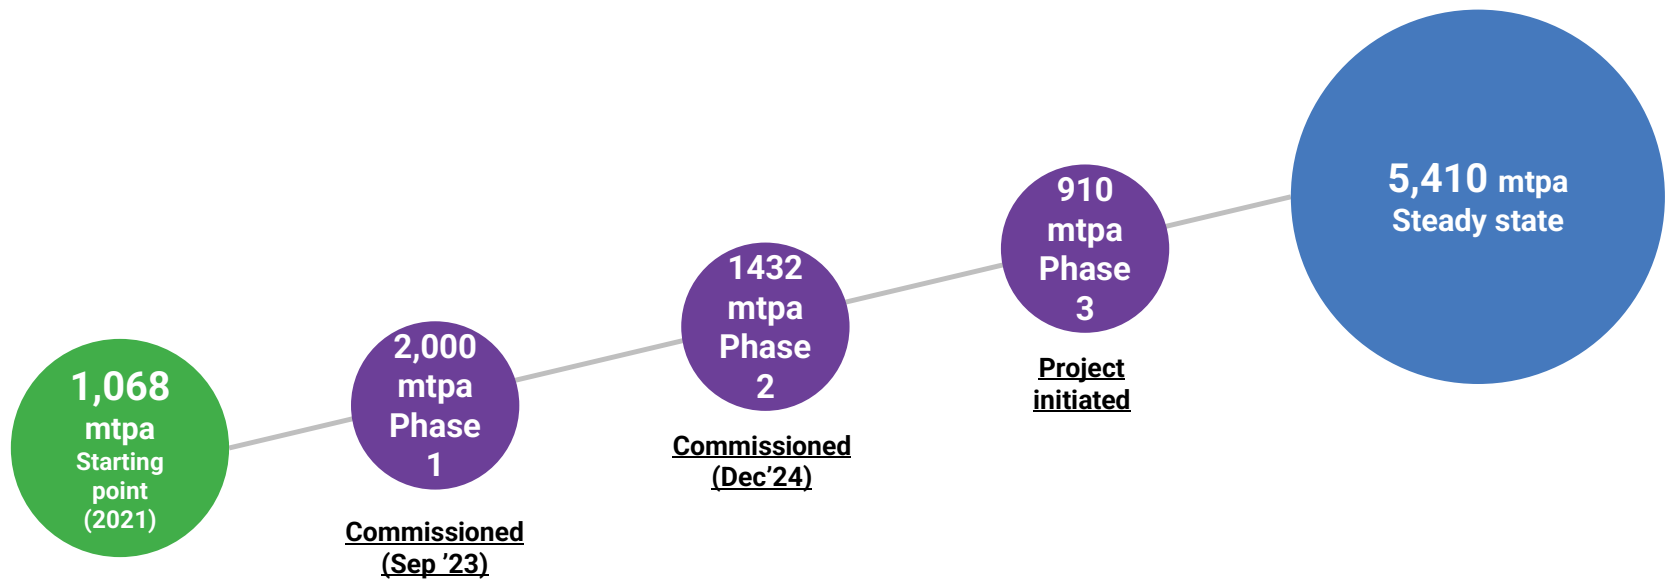 1,068
mtpa
Starting
point
(2021)
2,000
mtpa
Phase
1
Commissioned
(Sep ’23)
1432
mtpa
Phase
2
Commissioned
(Dec’24)
910
mtpa
Phase
3
Project
initiated
5,410 mtpa
Steady state